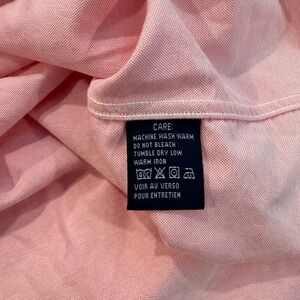 CARE:
MACHINE WASH WARM
DO NOT BLEACH
TUMBLE DRY LOW
WARM IRON
VOIR AU VERSO
POUR ENTRETIEN